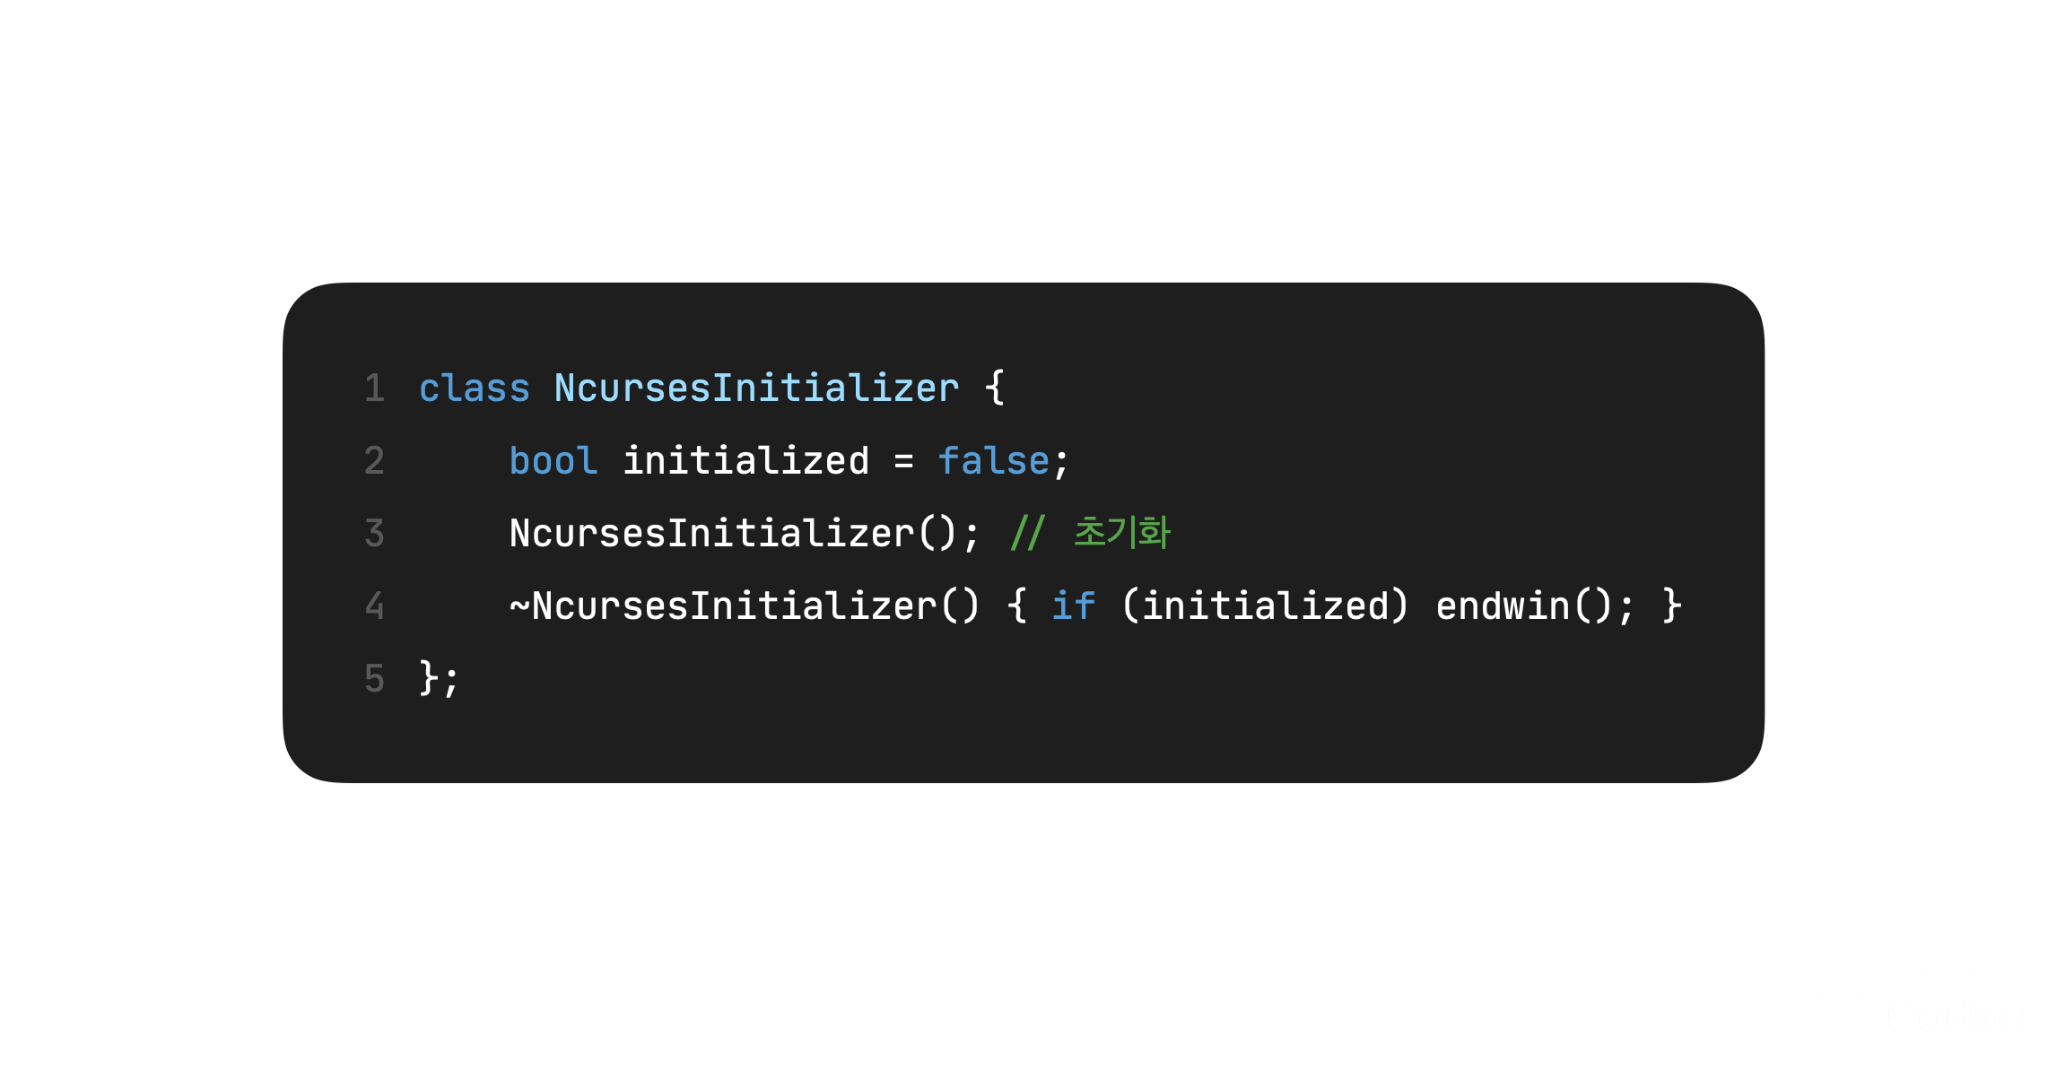 1 class NcursesInitializer {
2     bool initialized = false;
3     NcursesInitializer(); // 초기화
4     ~NcursesInitializer() { if (initialized) endwin(); }
5 };